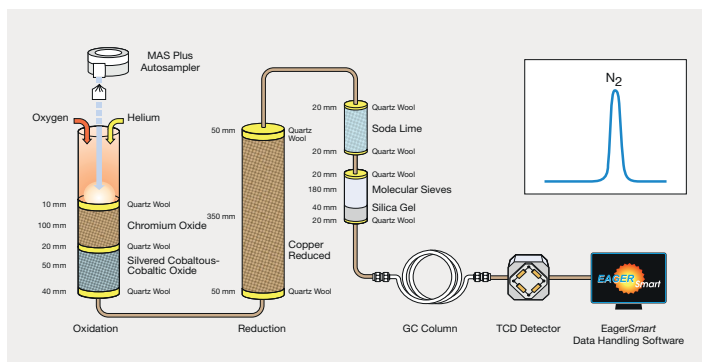 MAS Plus
Autosampler
Oxygen
Helium
10 mm
Quartz Wool
100 mm
Chromium Oxide
20 mm
Quartz Wool
50 mm
Silvered Cobaltous-
Cobaltic Oxide
40 mm
Quartz Wool
Oxidation
50 mm
Quartz
Wool
350 mm
Copper
Reduced
50 mm
Quartz Wool
Reduction
20 mm
Quartz Wool
Soda Lime
20 mm
Quartz Wool
20 mm
Quartz Wool
180 mm
Molecular Sieves
40 mm
Silica Gel
20 mm
Quartz Wool
GC Column
TCD Detector
EAGER Smart
EagerSmart
Data Handling Software
N2